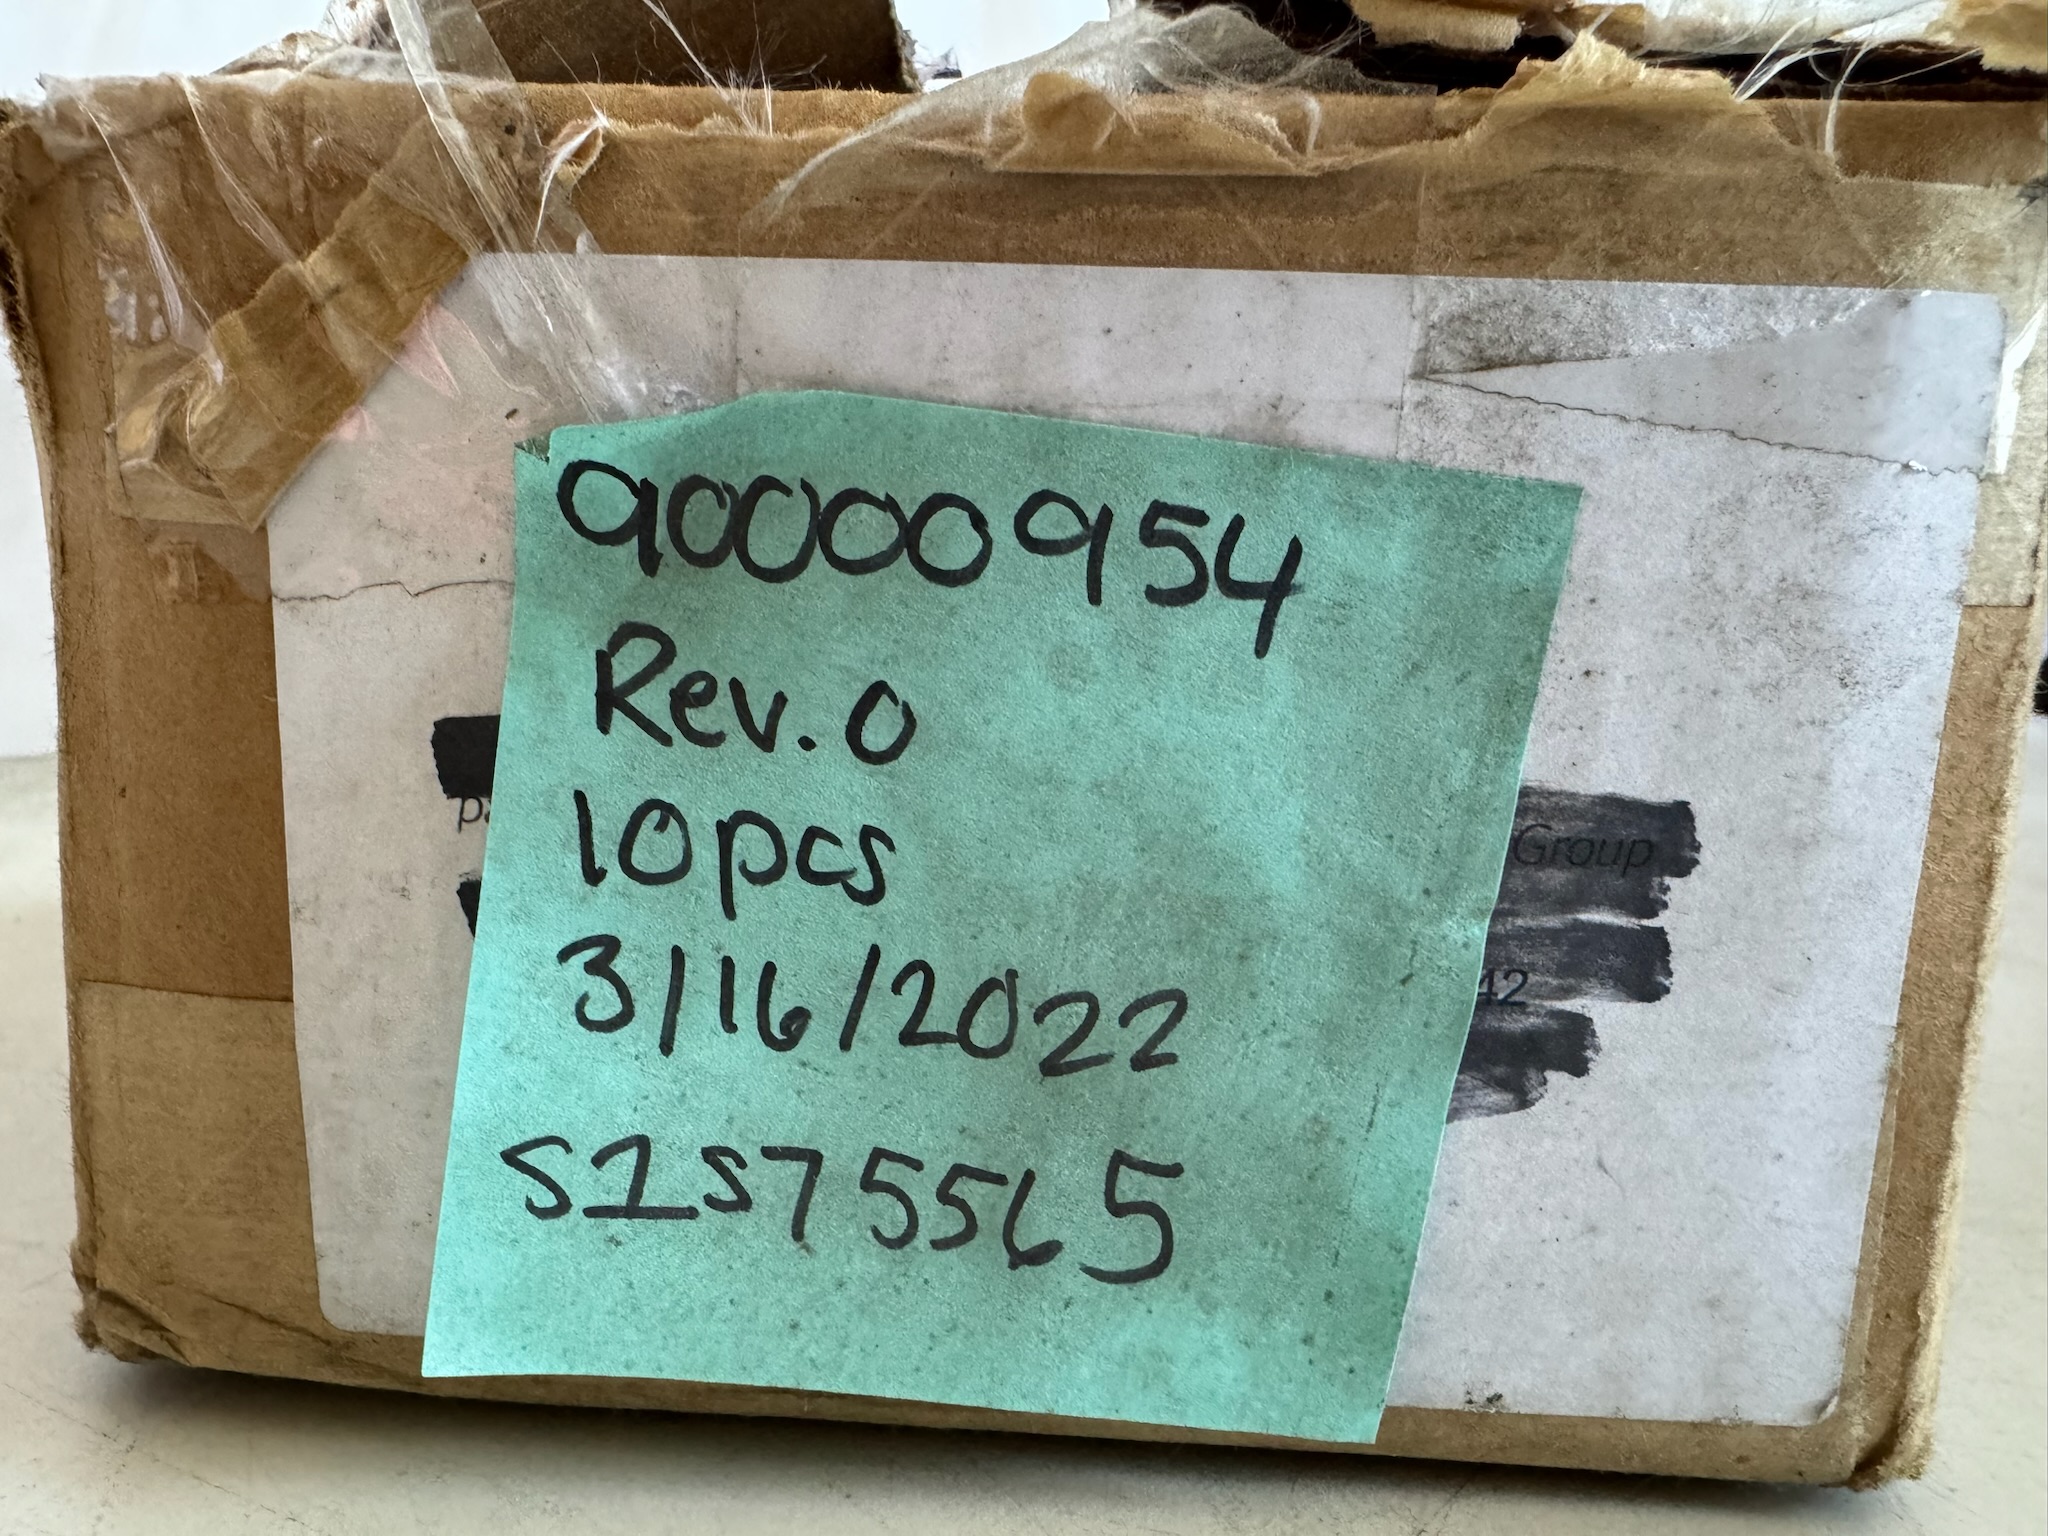 90000954
Rev. 0
10pcs
3/16/2022
S1S75565
Group
42